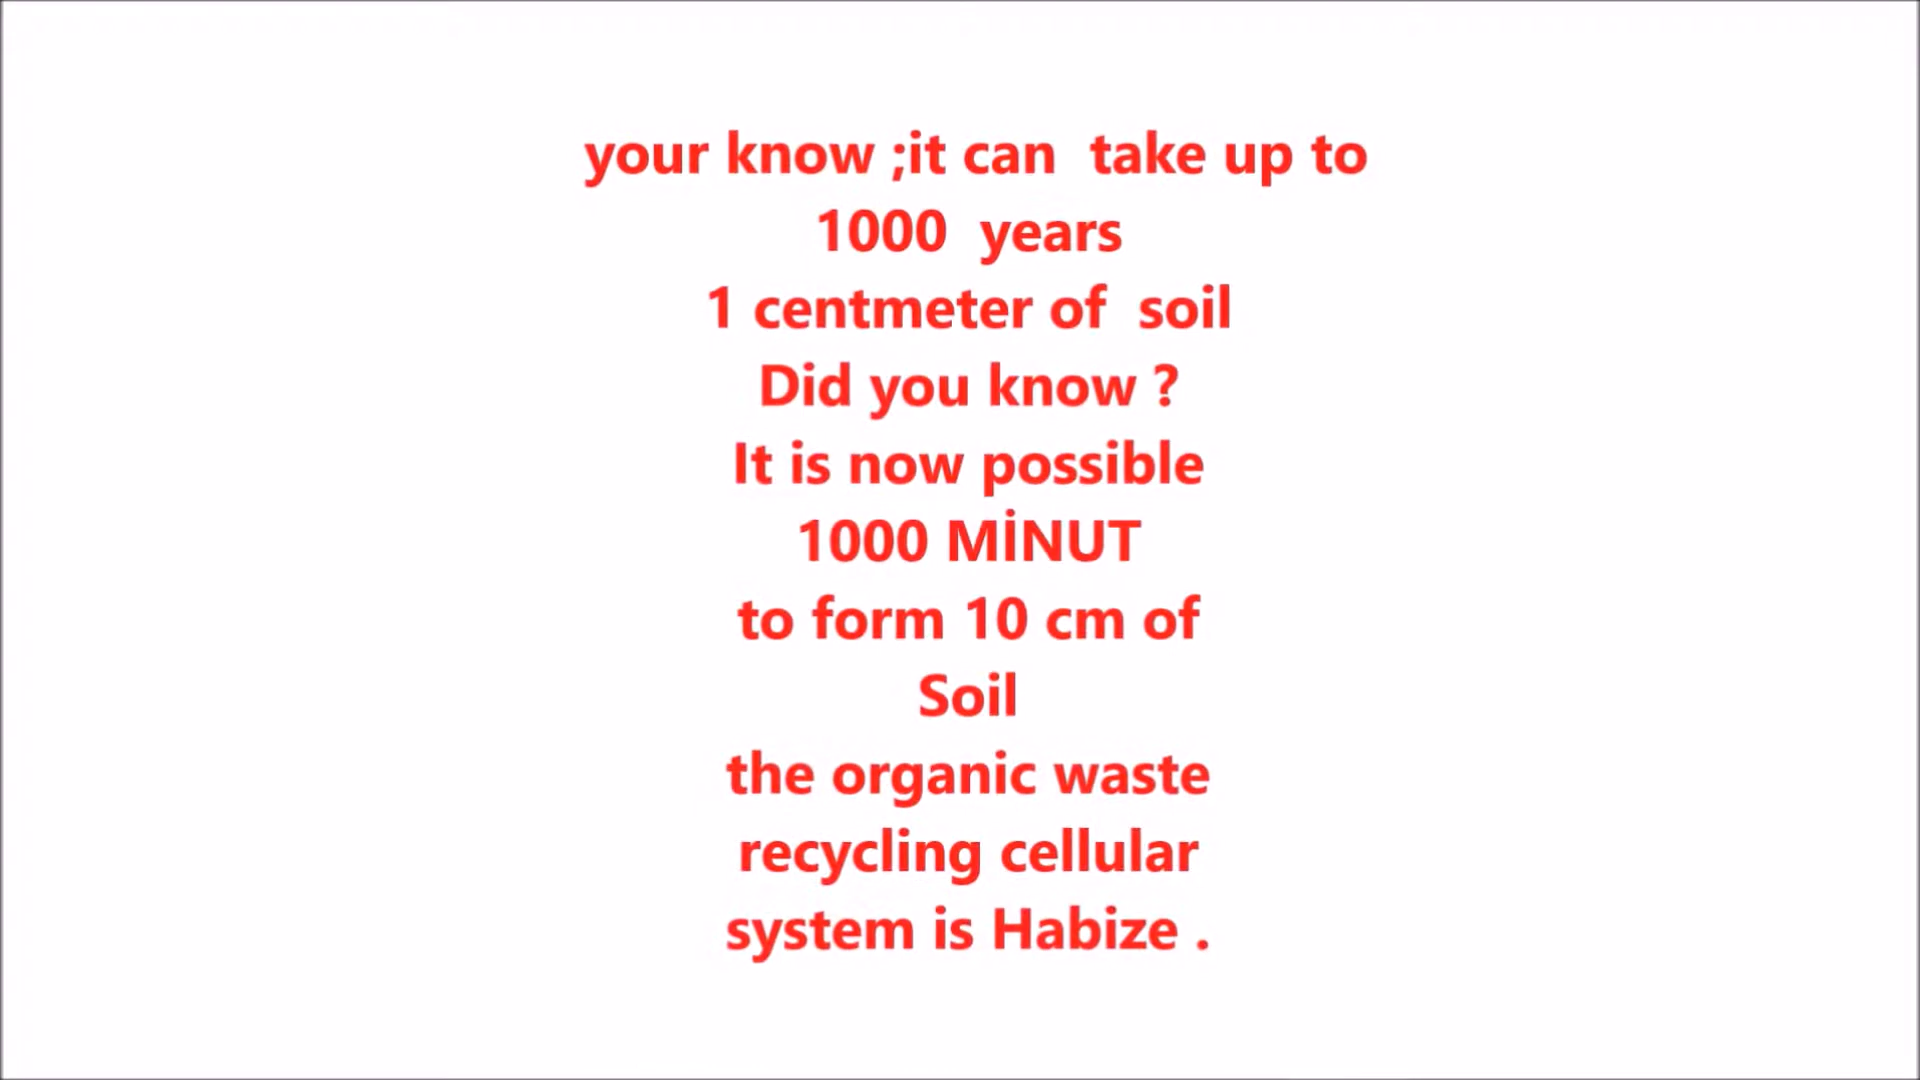 your know ;it can  take up to
1000  years
1 centmeter of  soil
Did you know ?
It is now possible
1000 MİNUT
to form 10 cm of
Soil
the organic waste
recycling cellular
system is Habize .